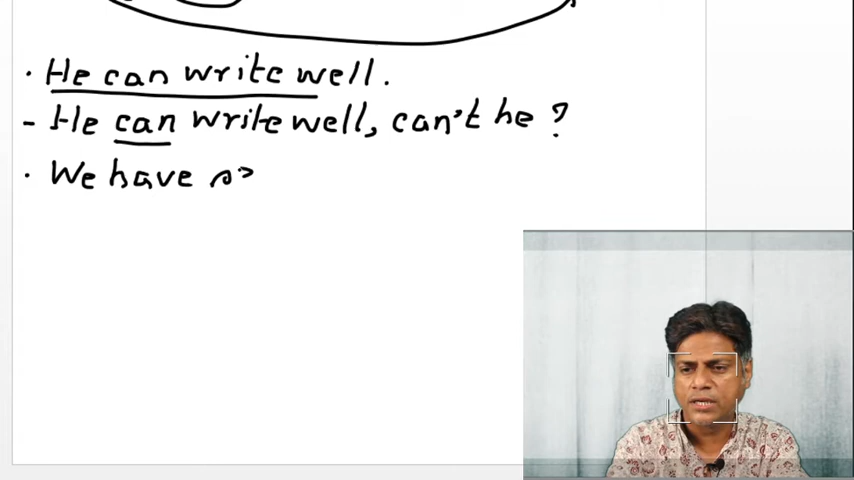 · He can write well.
- He can write well, can't he?
· We have